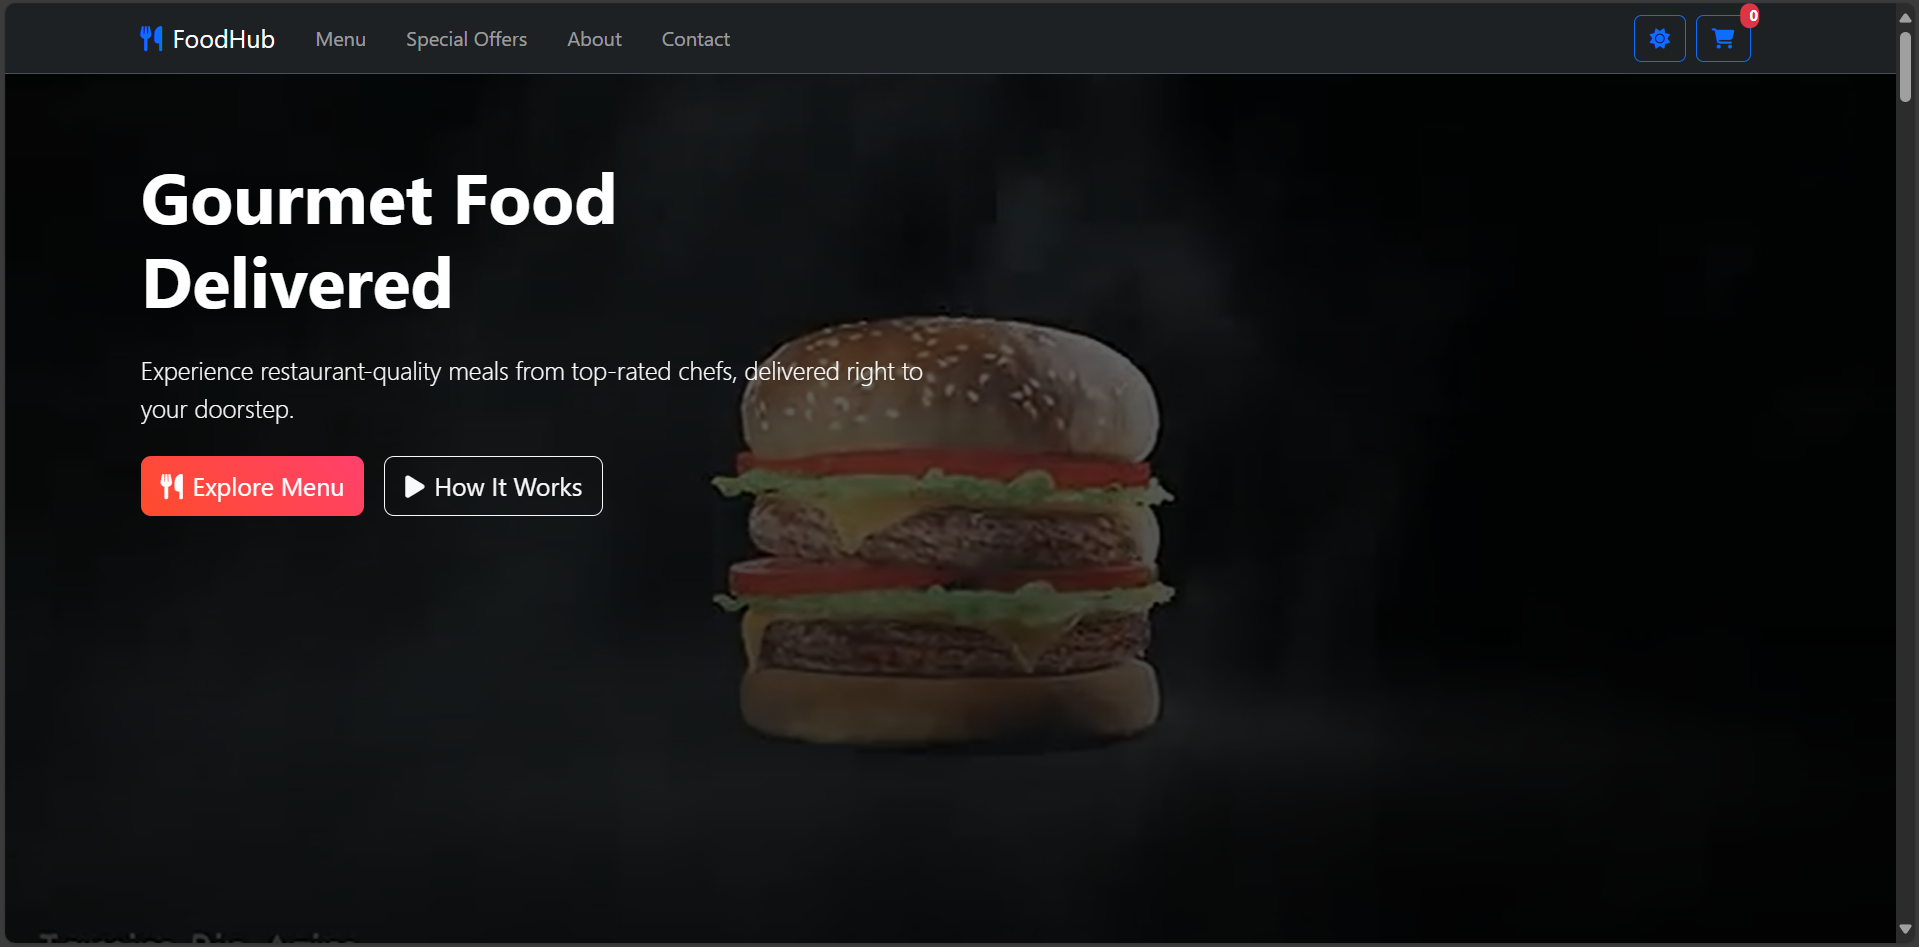 FoodHub
Menu
Special Offers
About
Contact
0
Gourmet Food
Delivered
Experience restaurant-quality meals from top-rated chefs, delivered right to
your doorstep.
Explore Menu
How It Works